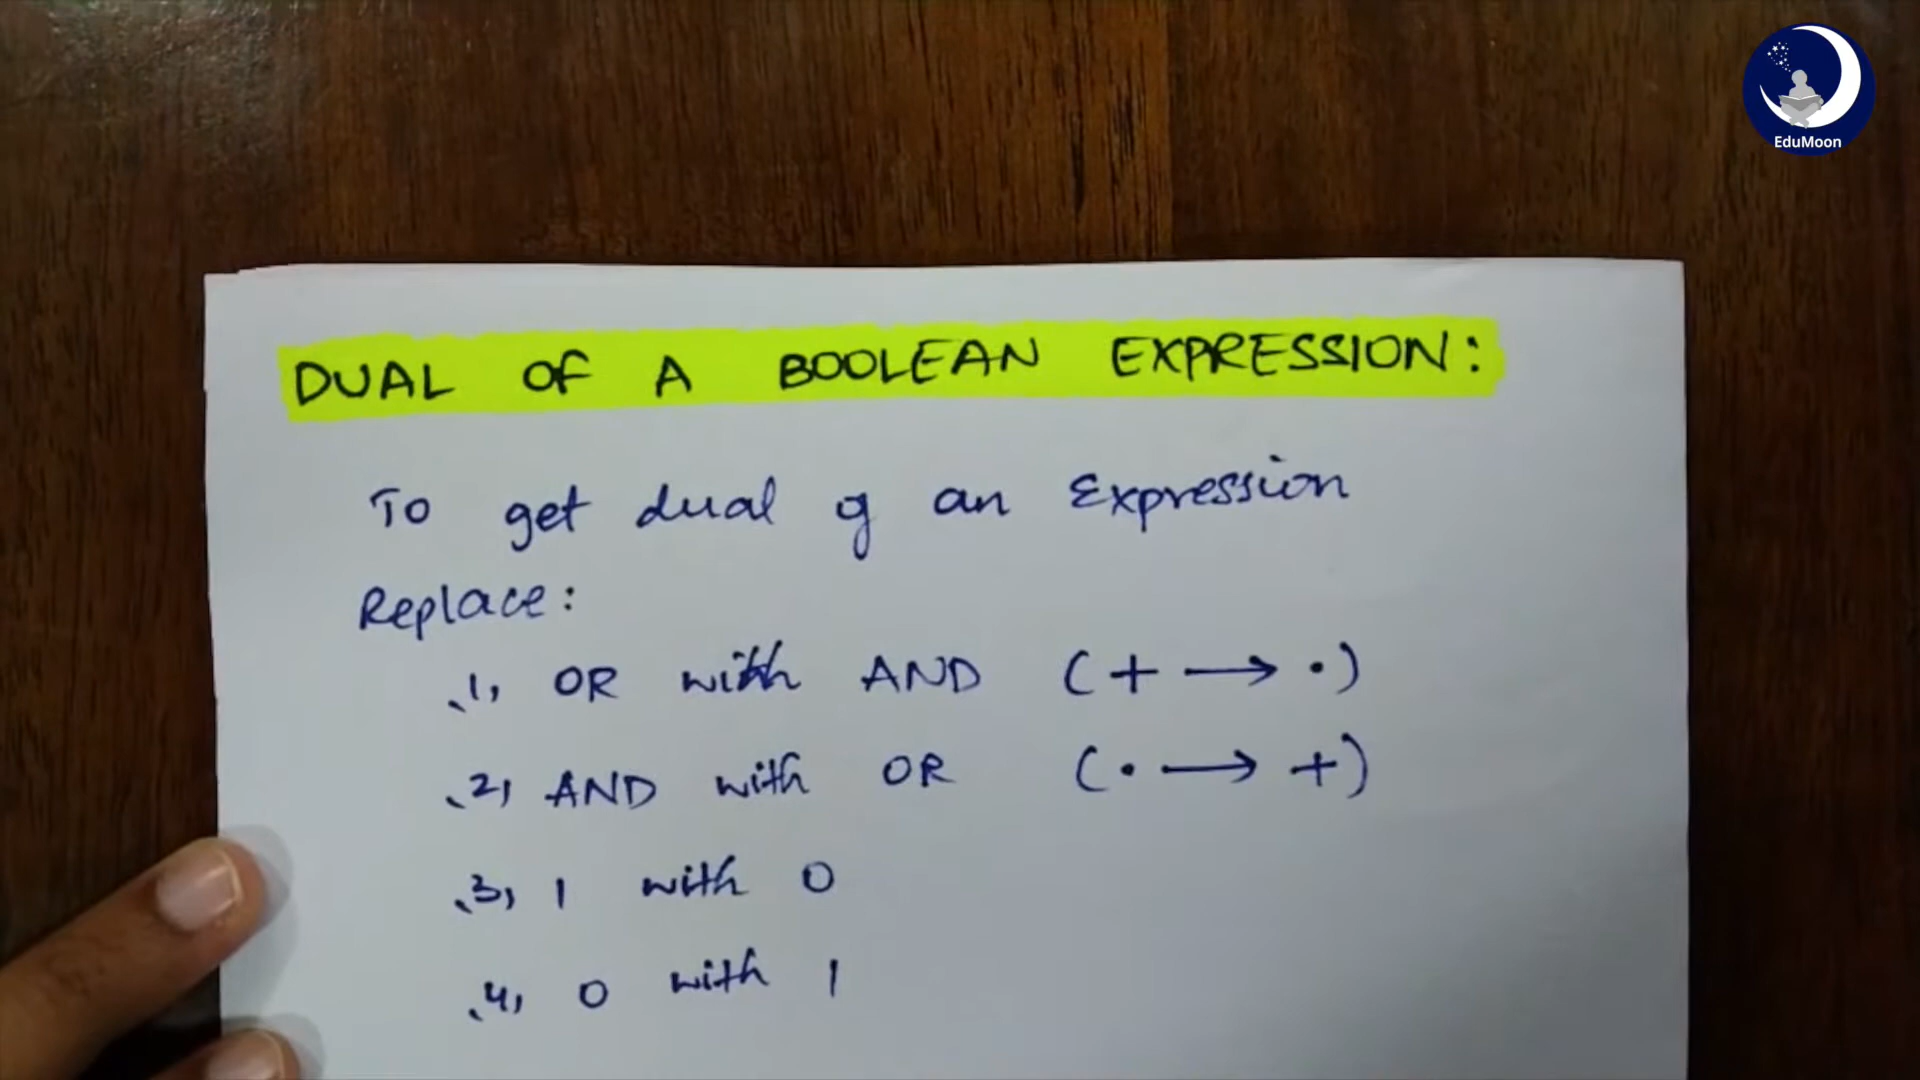 EduMoon
DUAL OF A BOOLEAN EXPRESSION:
To get dual of an Expression
Replace:
1, OR with AND (+ → ·)
2, AND with OR (· → +)
3, 1 with 0
4, 0 with 1